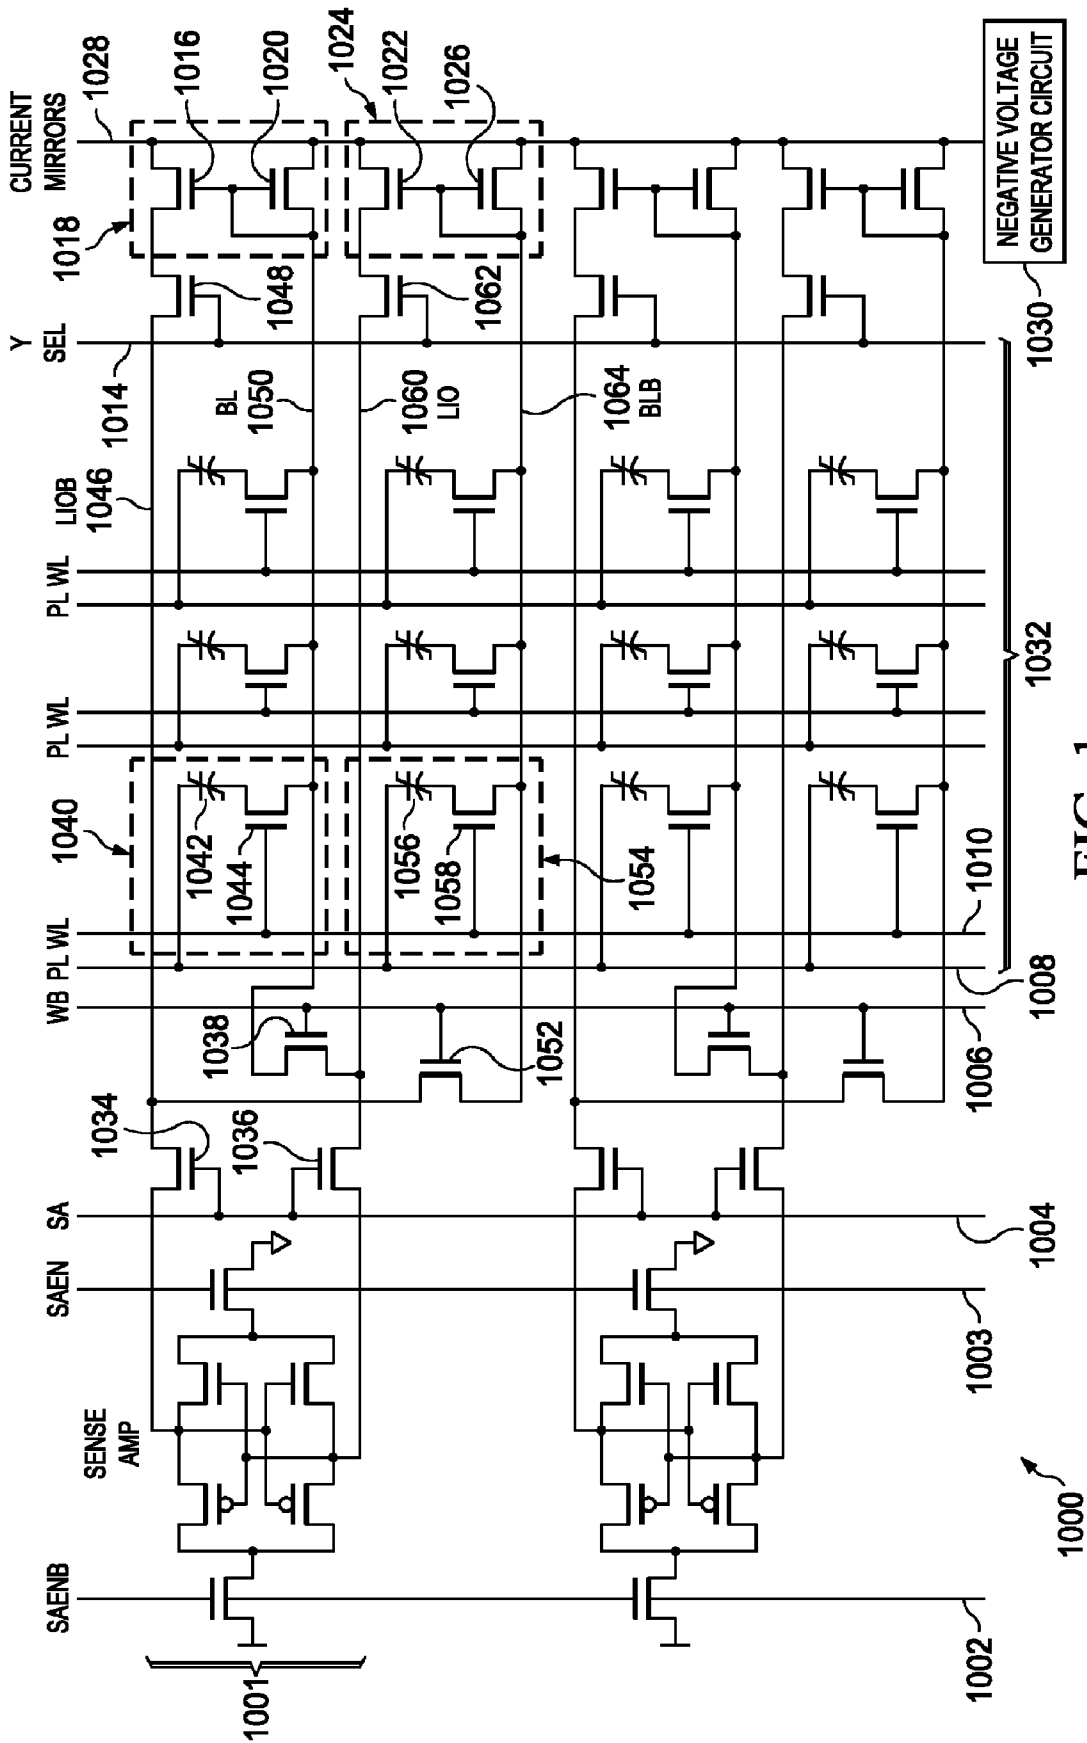 CURRENT
MIRRORS
1028
1016
1020
1024
1022
1026
NEGATIVE VOLTAGE
GENERATOR CIRCUIT
1030
1018
1048
1062
Y
SEL
1014
BL
1050
1060
LIO
1064
BLB
LIOB
1046
PL WL
PL WL
1032
1040
1042
1044
1056
1058
1054
1010
WB PL WL
1008
1038
1052
1006
1034
1036
SA
1004
SAEN
1003
SENSE
AMP
SAENB
1002
1001
1000
FIG. 1